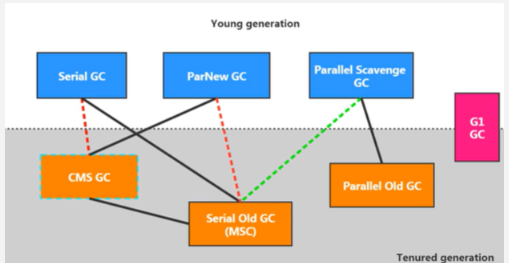 Young generation
Serial GC
ParNew GC
Parallel Scavenge
GC
G1
GC
CMS GC
Parallel Old GC
Serial Old GC
(MSC)
Tenured generation